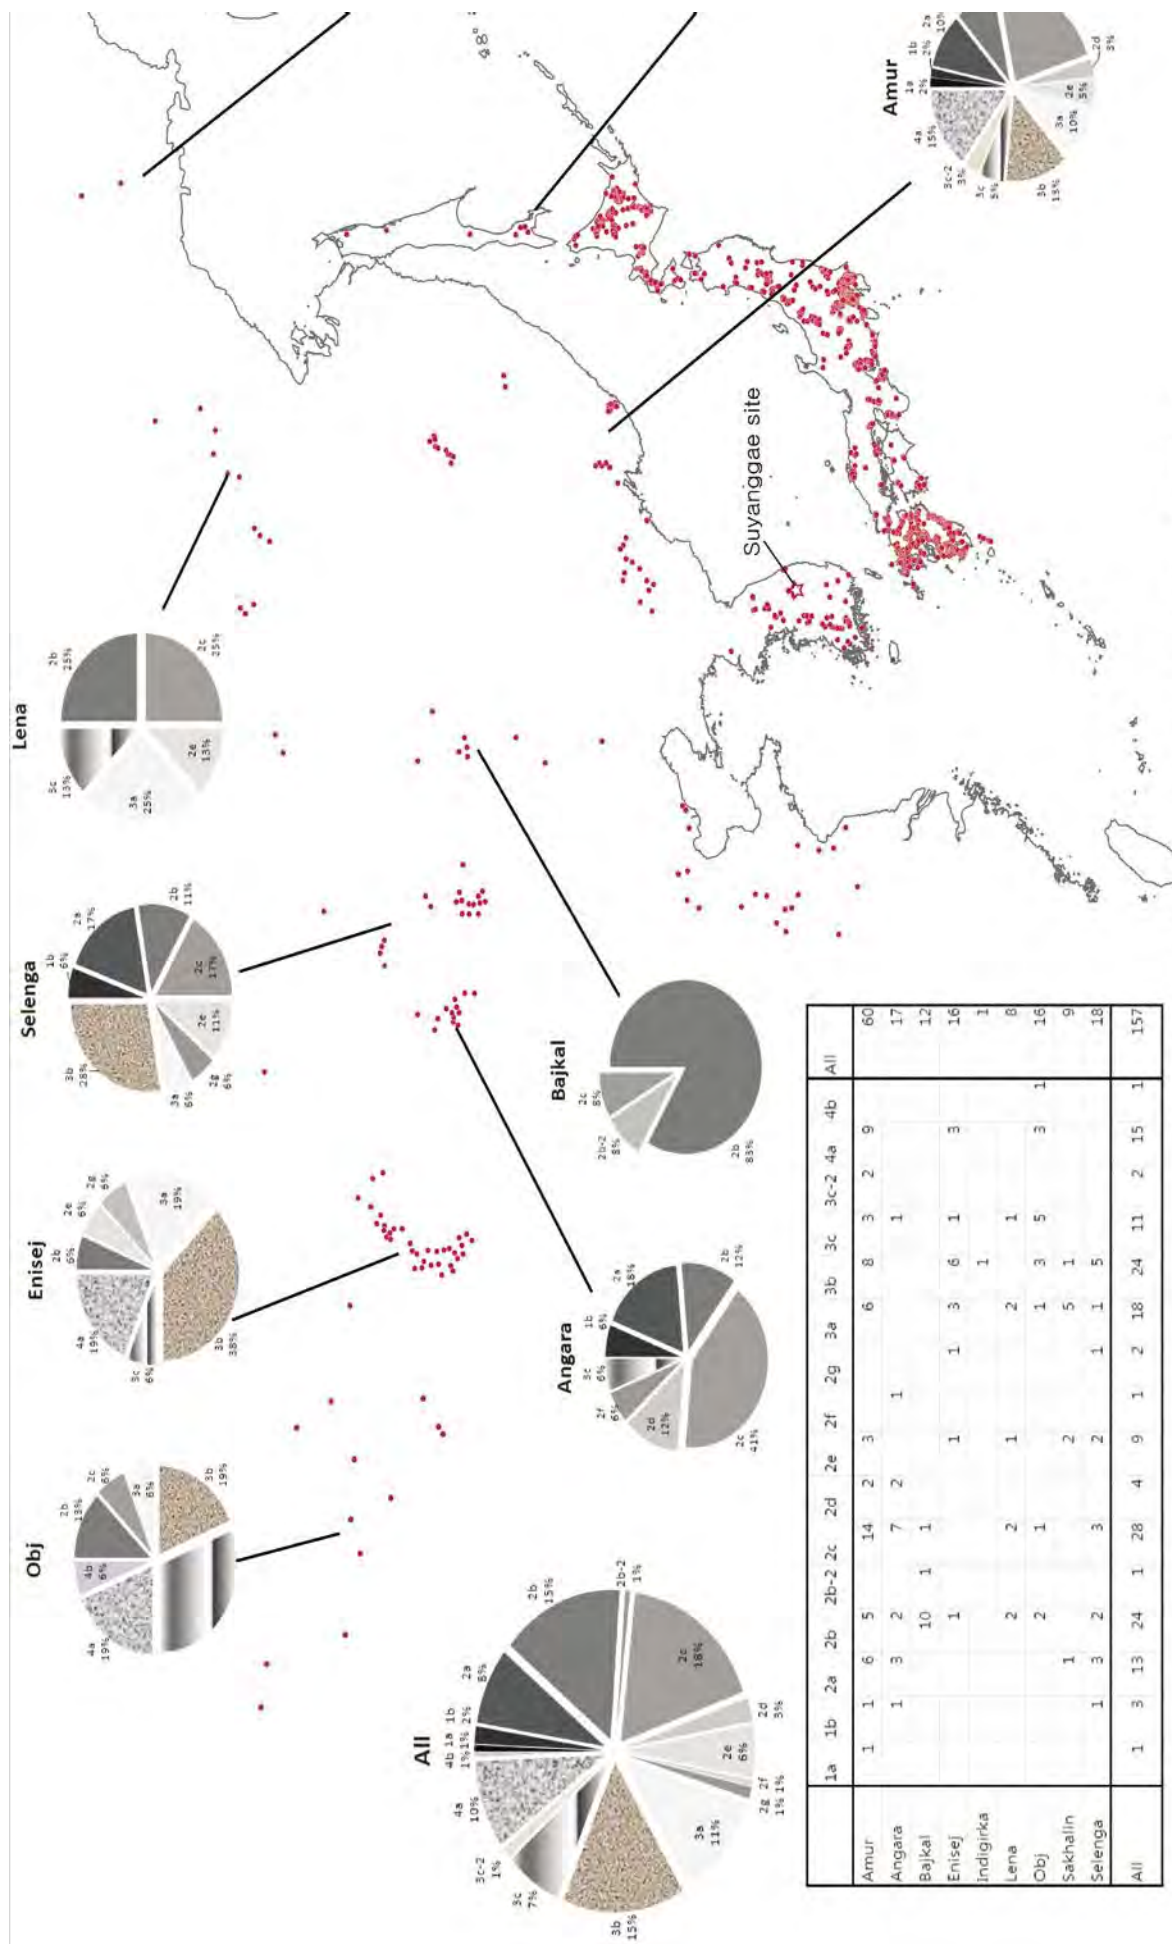 Obj
4a
19%
4b
6%
2b
13%
2c
6%
3a
6%
3b
19%
Enisej
4a
19%
2b
6%
2e
6%
2g
6%
3a
19%
3b
38%
3c
6%
Selenga
1b
6%
2a
17%
2b
11%
2c
17%
2e
11%
2g
6%
3a
6%
3b
28%
Lena
2b
25%
2c
25%
2e
13%
3a
25%
3c
13%
48°
All
4b
1%
1a
1%
1b
2%
2a
8%
2b
15%
2b-2
1%
2c
18%
2d
3%
2e
6%
2f
1%
2g
1%
3a
11%
3b
15%
3c
7%
3c-2
1%
4a
10%
Angara
1b
6%
2a
18%
2b
12%
2c
41%
2d
12%
2f
6%
3c
6%
Bajkal
2c
8%
2b-2
8%
2b
83%
Suyanggae site
Amur
1a
2%
1b
2%
2a
10%
2d
3%
2e
5%
3a
10%
3b
13%
3c
5%
3c-2
3%
4a
15%
1a 1b 2a 2b 2b-2 2c 2d 2e 2f 2g 3a 3b 3c 3c-2 4a 4b All
Amur 1 1 6 5 14 2 3 6 8 3 2 9 60
Angara 1 3 2 7 2 1 1 17
Bajkal 10 1 1 12
Enisej 1 1 1 3 6 1 3 16
Indigirka 1 1
Lena 2 2 1 2 1 8
Obj 2 1 1 3 5 3 1 16
Sakhalin 1 2 5 1 9
Selenga 1 3 2 3 2 1 1 5 18
All 1 3 13 24 1 28 4 9 1 2 18 24 11 2 15 1 157